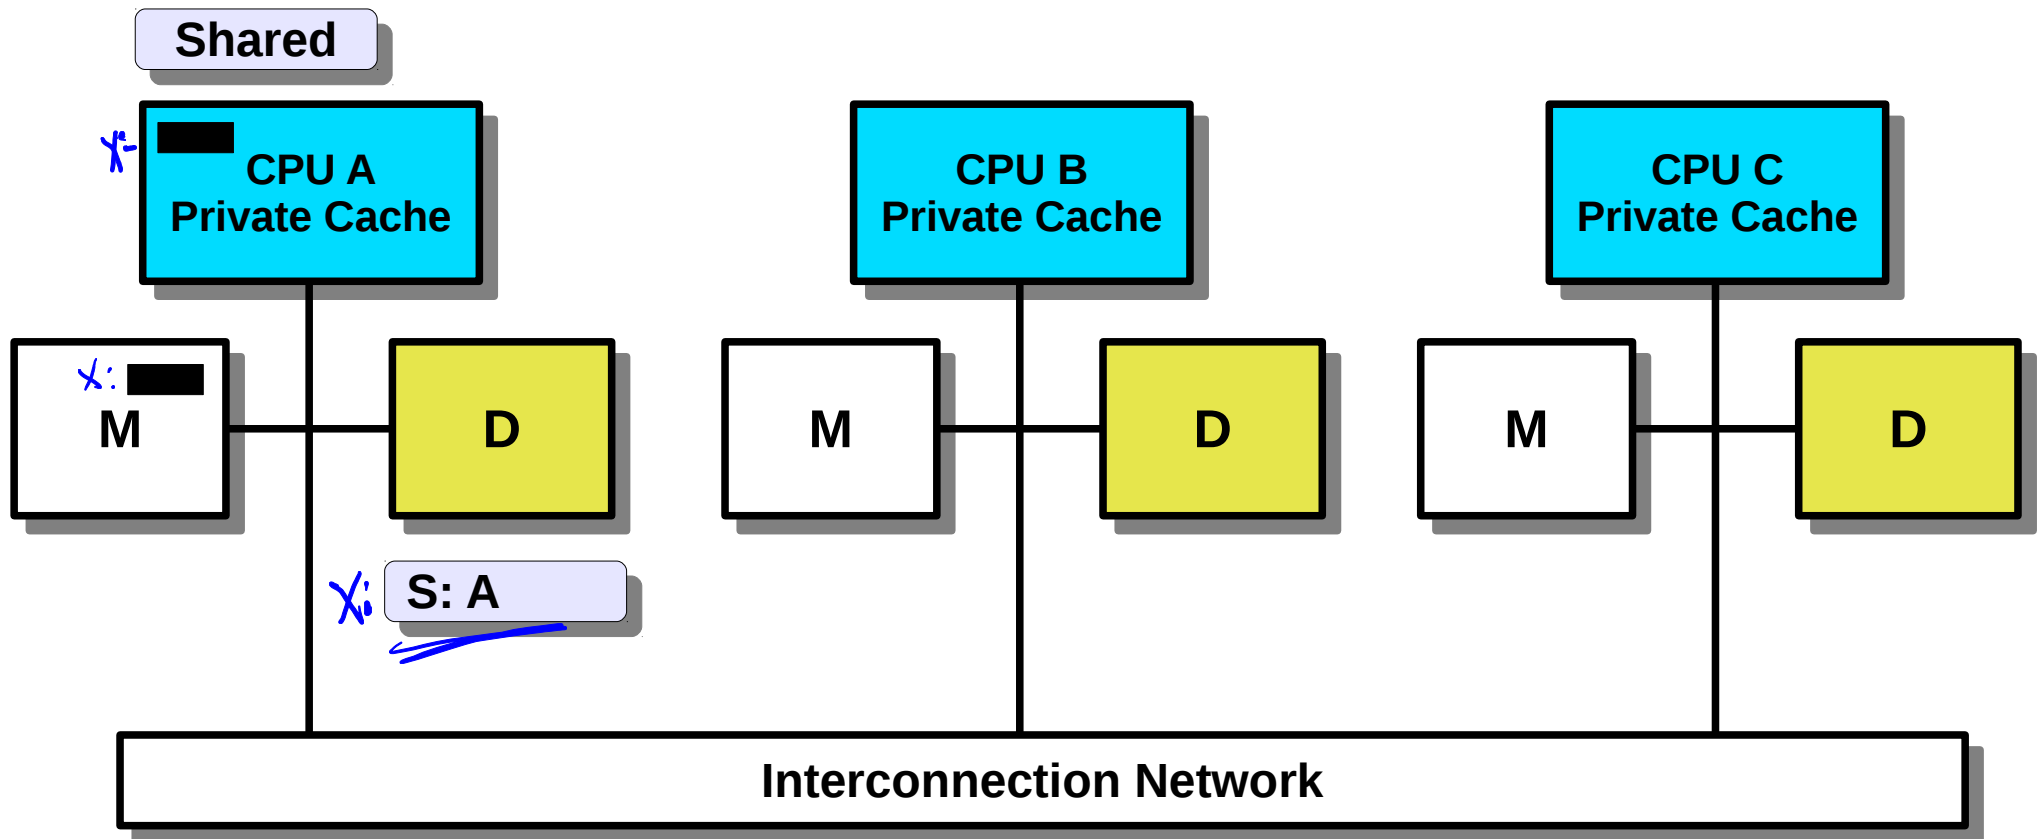 Shared
X:
CPU A
Private Cache
CPU B
Private Cache
CPU C
Private Cache
X:
M
D
M
D
M
D
X:
S: A
Interconnection Network